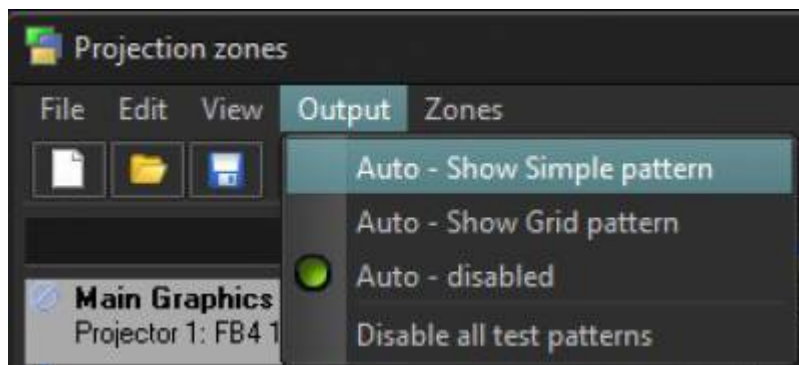 Projection zones
File Edit View Output Zones
Auto - Show Simple pattern
Auto - Show Grid pattern
Auto - disabled
Disable all test patterns
Main Graphics
Projector 1: FB4 1